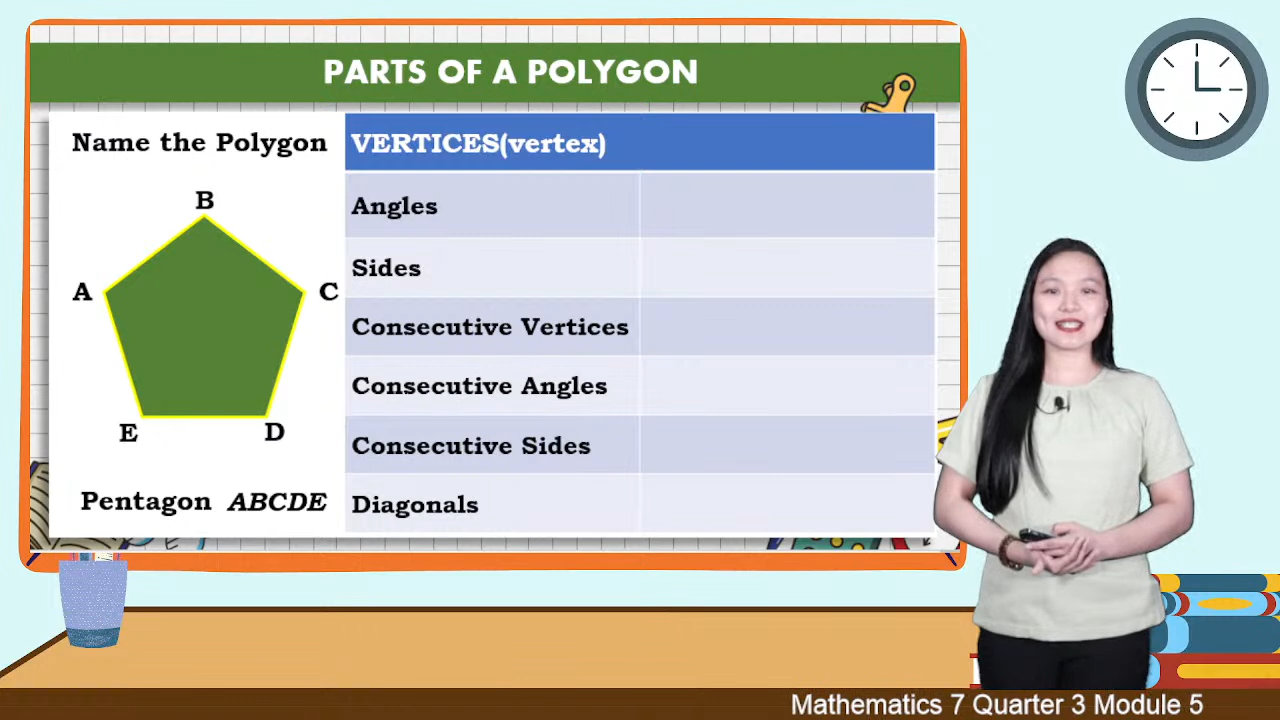 PARTS OF A POLYGON
Name the Polygon
B
A
C
E
D
Pentagon ABCDE
VERTICES(vertex)
Angles
Sides
Consecutive Vertices
Consecutive Angles
Consecutive Sides
Diagonals
Mathematics 7 Quarter 3 Module 5